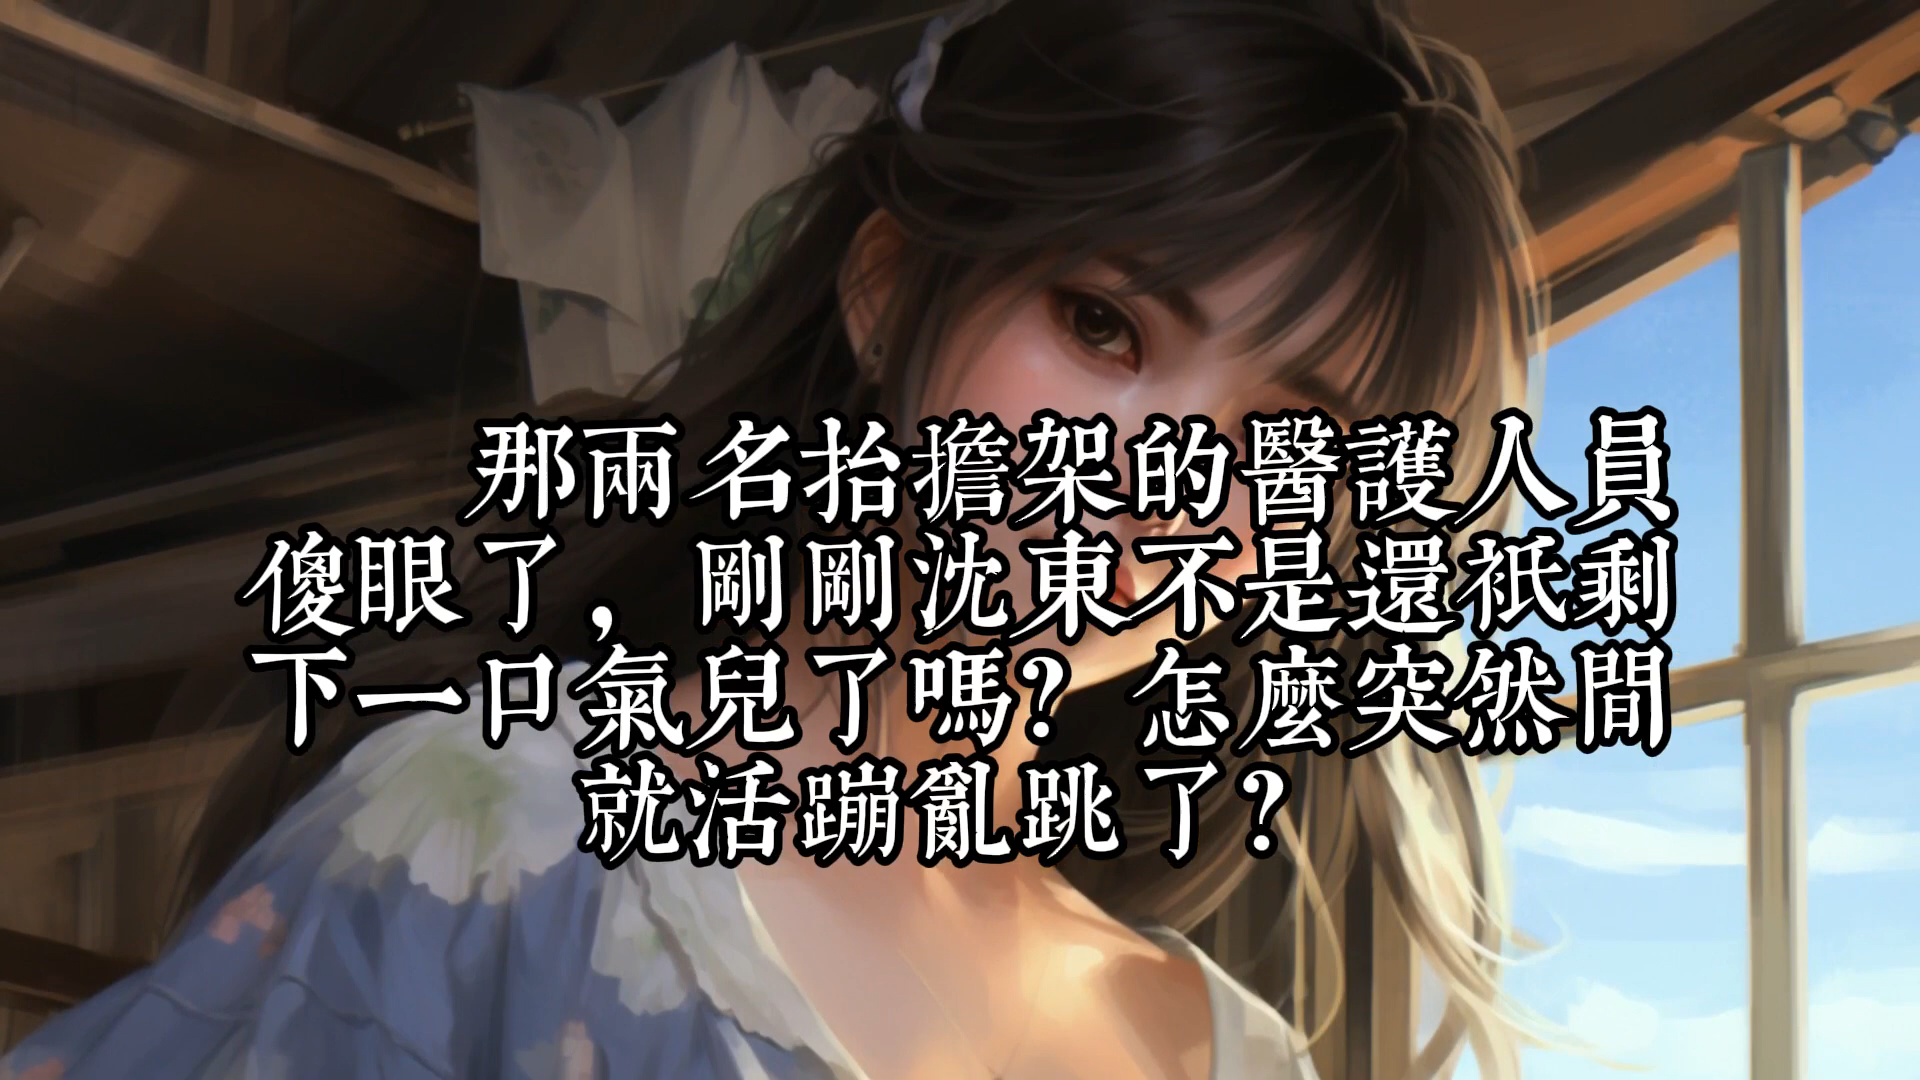 那兩名抬擔架的醫護人員
傻眼了，剛剛沈東不是還衹剩
下一口氣兒了嗎？怎麼突然間
就活蹦亂跳了？